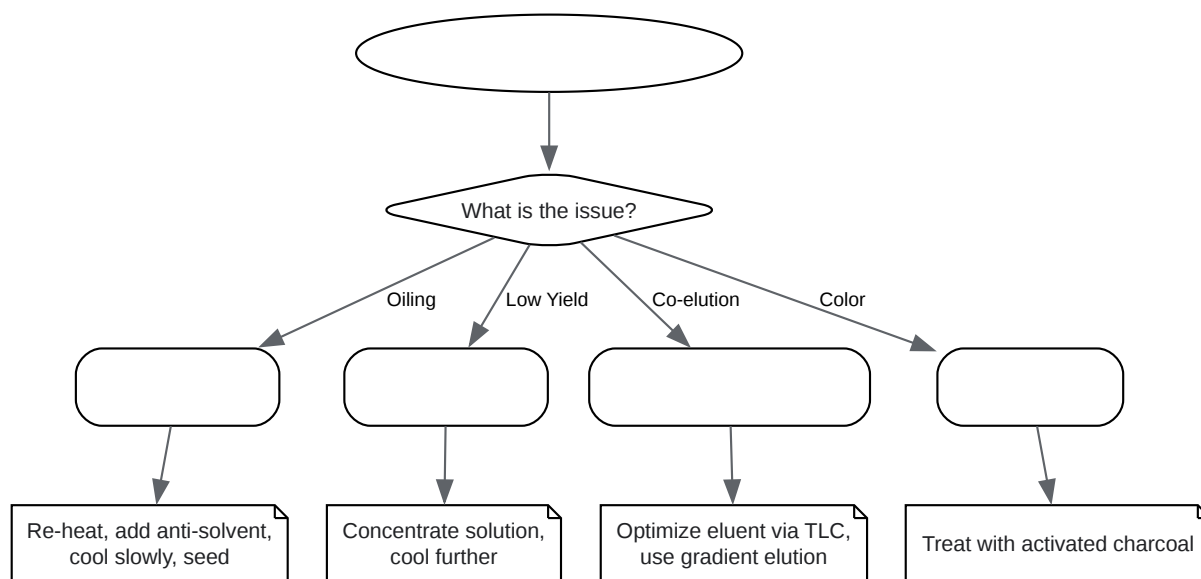 What is the issue?
Oiling
Low Yield
Co-elution
Color
Re-heat, add anti-solvent,
cool slowly, seed
Concentrate solution,
cool further
Optimize eluent via TLC,
use gradient elution
Treat with activated charcoal